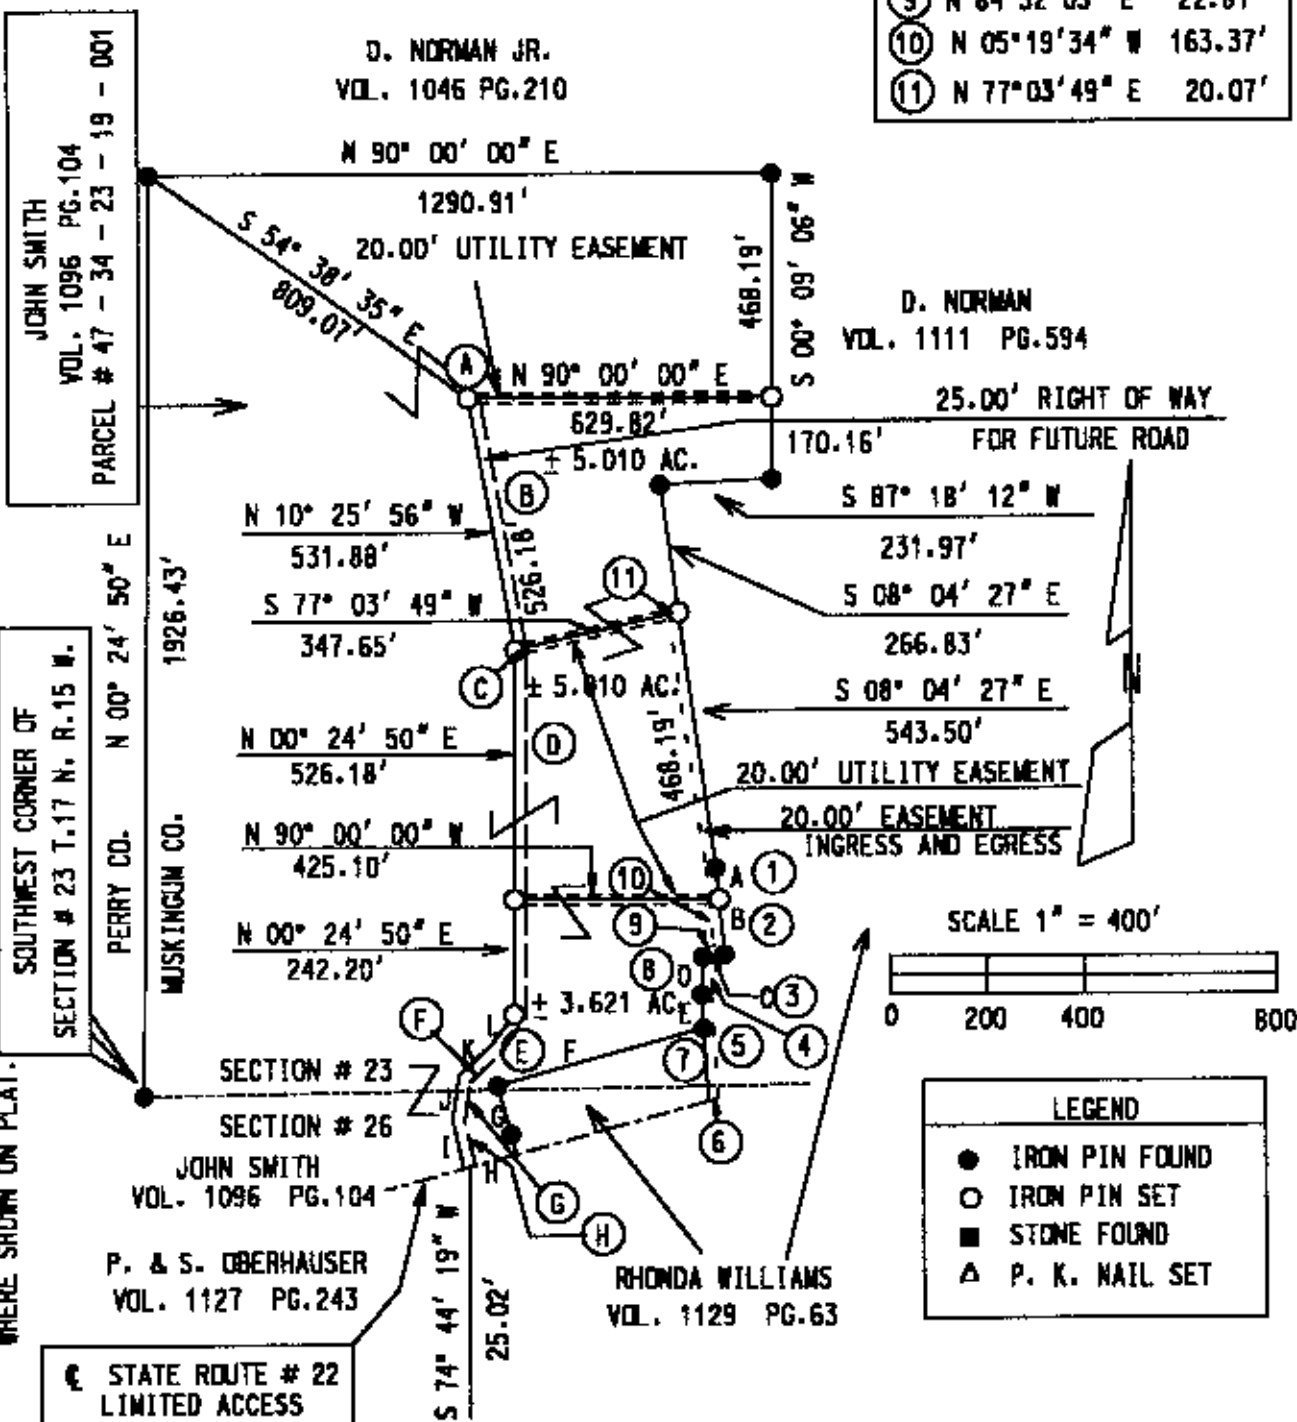 9 N 84°32'03" E 22.61'
10 N 05°19'34" W 163.37'
11 N 77°03'49" E 20.07'
JOHN SMITH
VOL. 1096 PG.104
PARCEL # 47 - 34 - 23 - 19 - 001
D. NORMAN JR.
VOL. 1046 PG.210
N 90° 00' 00" E
1290.91'
S 54° 38' 35" E
809.07'
20.00' UTILITY EASEMENT
468.19'
S 00° 09' 06" W
D. NORMAN
VOL. 1111 PG.594
A
N 90° 00' 00" E
629.82'
25.00' RIGHT OF WAY
FOR FUTURE ROAD
170.16'
± 5.010 AC.
B
S 87° 18' 12" W
231.97'
N 10° 25' 56" W
531.88'
526.18'
11
S 77° 03' 49" W
347.65'
S 08° 04' 27" E
266.83'
N
C
± 5.010 AC.
S 08° 04' 27" E
543.50'
N 00° 24' 50" E
1926.43'
PERRY CO.
MUSKINGUM CO.
SOUTHWEST CORNER OF
SECTION # 23 T.17 N. R.15 W.
N 00° 24' 50" E
526.18'
D
468.19'
20.00' UTILITY EASEMENT
20.00' EASEMENT
INGRESS AND EGRESS
N 90° 00' 00" W
425.10'
10
A 1
9
B 2
N 00° 24' 50" E
242.20'
8
D
C 3
SCALE 1" = 400'
0 200 400 800
± 3.621 AC.
E
F
L
K
E
F
7
5
4
SECTION # 23
SECTION # 26
J
G
I
H
6
JOHN SMITH
VOL. 1096 PG.104
G
H
P. & S. OBERHAUSER
VOL. 1127 PG.243
S 74° 44' 19" W
25.02'
RHONDA WILLIAMS
VOL. 1129 PG.63
LEGEND
IRON PIN FOUND
IRON PIN SET
STONE FOUND
P. K. NAIL SET
WHERE SHOWN ON PLAT.
℄ STATE ROUTE # 22
LIMITED ACCESS